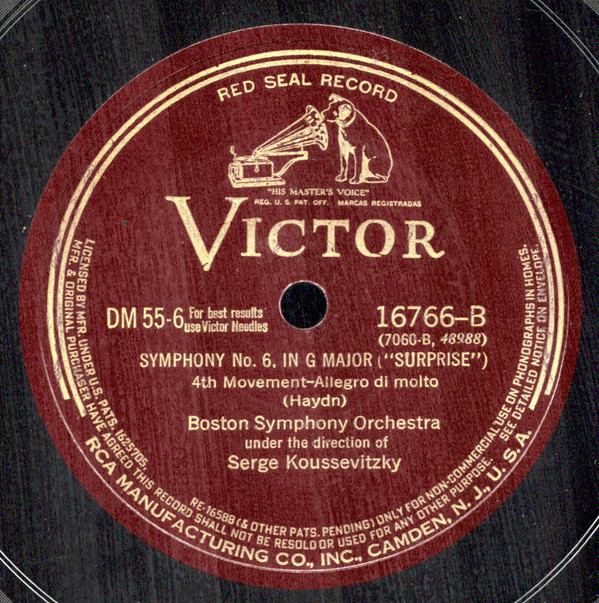 RED SEAL RECORD
"HIS MASTER'S VOICE"
REG. U. S. PAT. OFF. MARCAS REGISTRADAS
VICTOR
DM 55-6 For best results
use Victor Needles
16766-B
(7060-B, 48988)
SYMPHONY No. 6, IN G MAJOR ("SURPRISE")
4th Movement-Allegro di molto
(Haydn)
Boston Symphony Orchestra
under the direction of
Serge Koussevitzky
LICENSED BY MFR. UNDER U.S. PATS. 1625705,
RE-16588 (& OTHER PATS. PENDING) ONLY FOR NON-COMMERCIAL USE ON PHONOGRAPHS IN HOMES.
MFR. & ORIGINAL PURCHASER HAVE AGREED THIS RECORD SHALL NOT BE RESOLD OR USED FOR ANY OTHER PURPOSE. SEE DETAILED NOTICE ON ENVELOPE.
RCA MANUFACTURING CO., INC., CAMDEN, N. J., U. S. A.